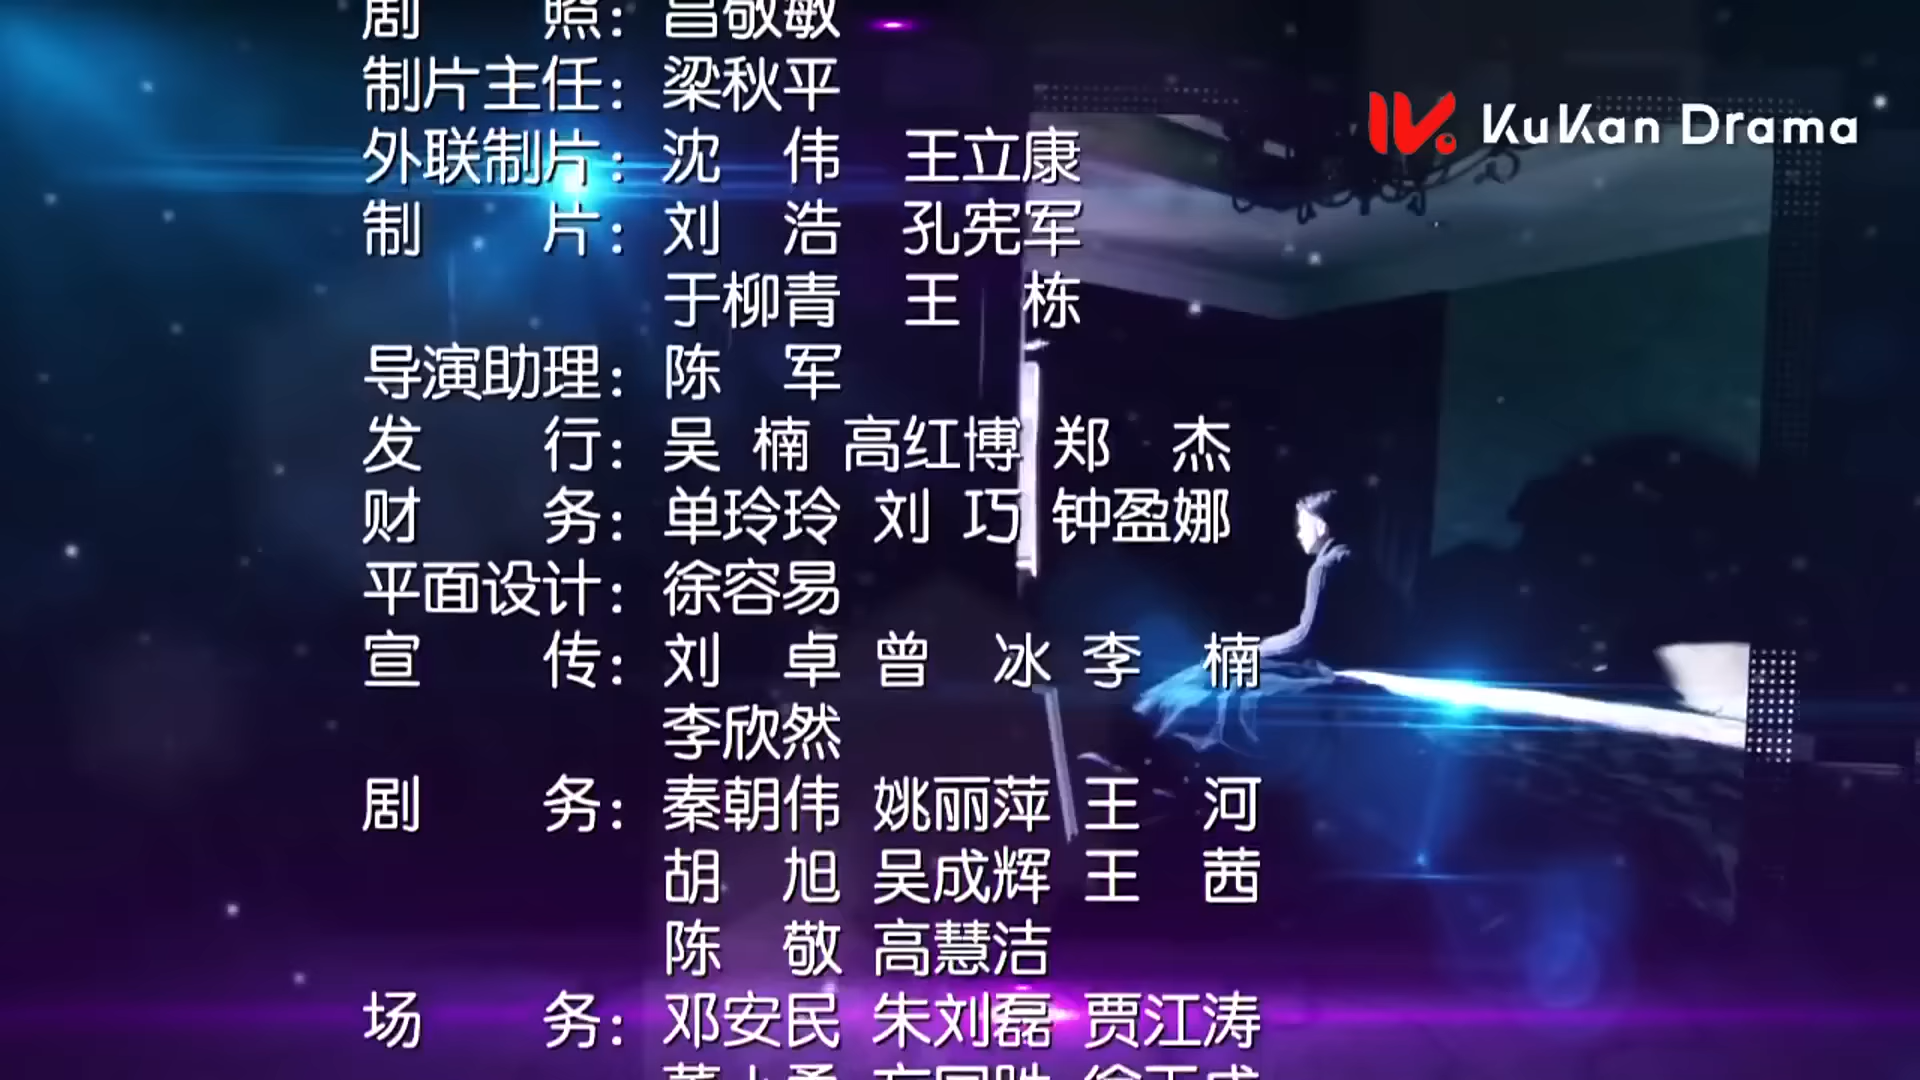 剧 照：吕敬敏
制片主任：梁秋平
KuKan Drama
外联制片：沈 伟 王立康
制 片：刘 浩 孔宪军
于柳青 王 栋
导演助理：陈 军
发 行：吴 楠 高红博 郑 杰
财 务：单玲玲 刘 巧 钟盈娜
平面设计：徐容易
宣 传：刘 卓 曾 冰 李 楠
李欣然
剧 务：秦朝伟 姚丽萍 王 河
胡 旭 吴成辉 王 茜
陈 敬 高慧洁
场 务：邓安民 朱刘磊 贾江涛